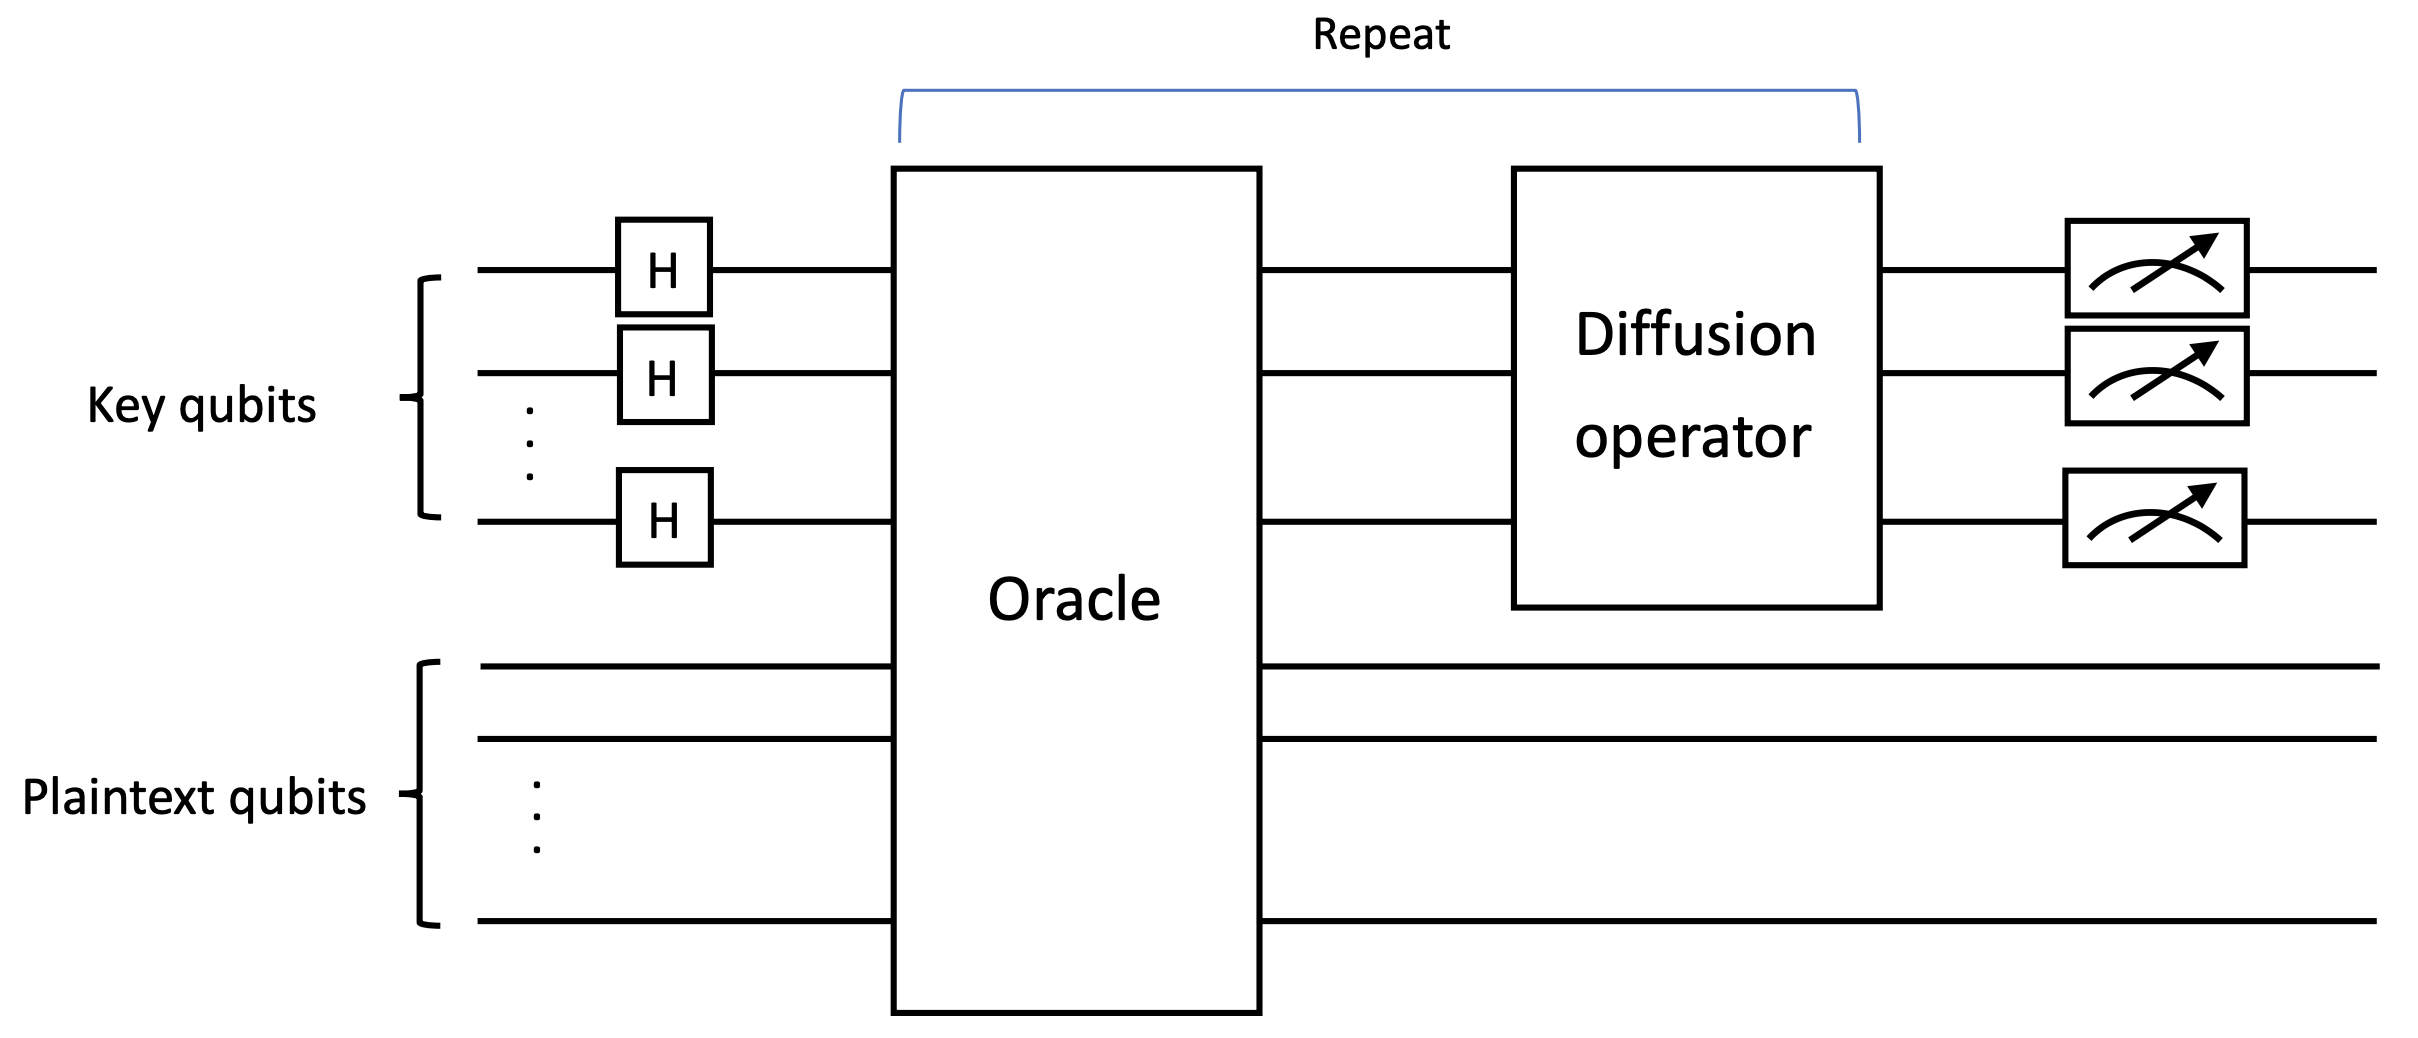 Repeat
H
H
Key qubits
H
Diffusion
operator
Oracle
Plaintext qubits